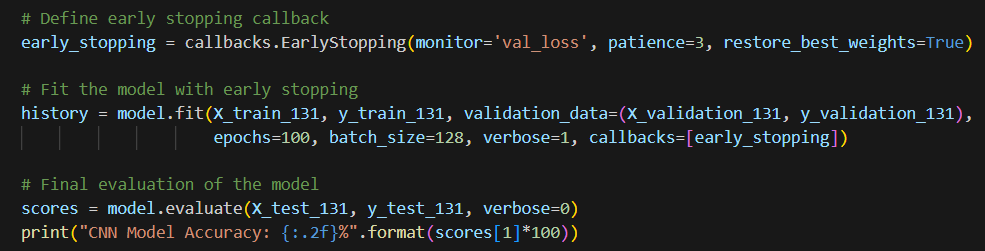 # Define early stopping callback
early_stopping = callbacks.EarlyStopping(monitor='val_loss', patience=3, restore_best_weights=True)
# Fit the model with early stopping
history = model.fit(X_train_131, y_train_131, validation_data=(X_validation_131, y_validation_131),
epochs=100, batch_size=128, verbose=1, callbacks=[early_stopping])
# Final evaluation of the model
scores = model.evaluate(X_test_131, y_test_131, verbose=0)
print("CNN Model Accuracy: {:.2f}%".format(scores[1]*100))